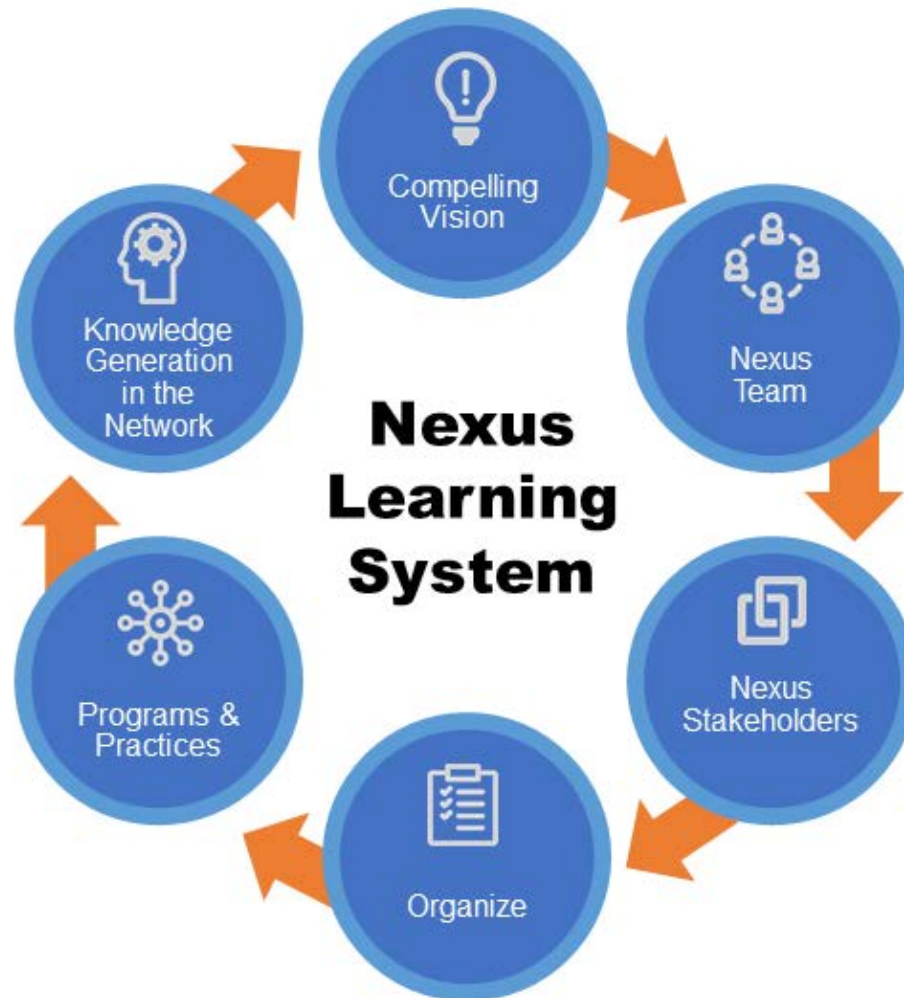 Compelling
Vision
Nexus
Team
Nexus
Stakeholders
Organize
Programs &
Practices
Knowledge
Generation
in the
Network
Nexus
Learning
System